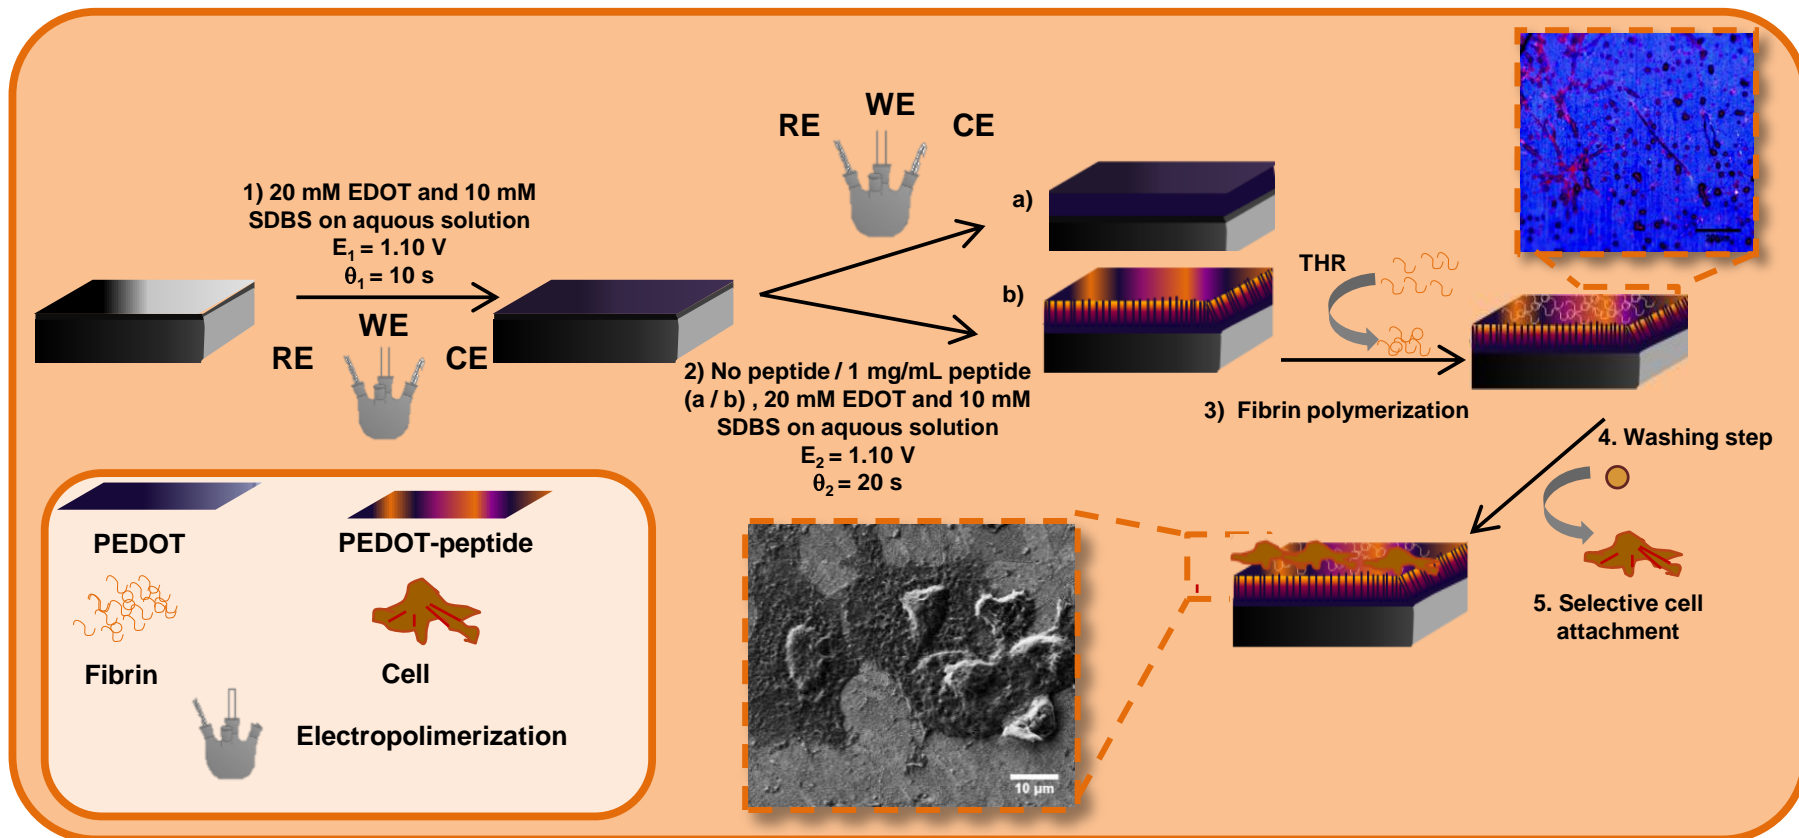 1) 20 mM EDOT and 10 mM
SDBS on aquous solution
E1 = 1.10 V
θ1 = 10 s
RE
WE
CE
RE
WE
CE
a)
b)
2) No peptide / 1 mg/mL peptide
(a / b) , 20 mM EDOT and 10 mM
SDBS on aquous solution
E2 = 1.10 V
θ2 = 20 s
THR
3) Fibrin polymerization
4. Washing step
5. Selective cell
attachment
PEDOT
PEDOT-peptide
Fibrin
Cell
Electropolimerization
10 μm